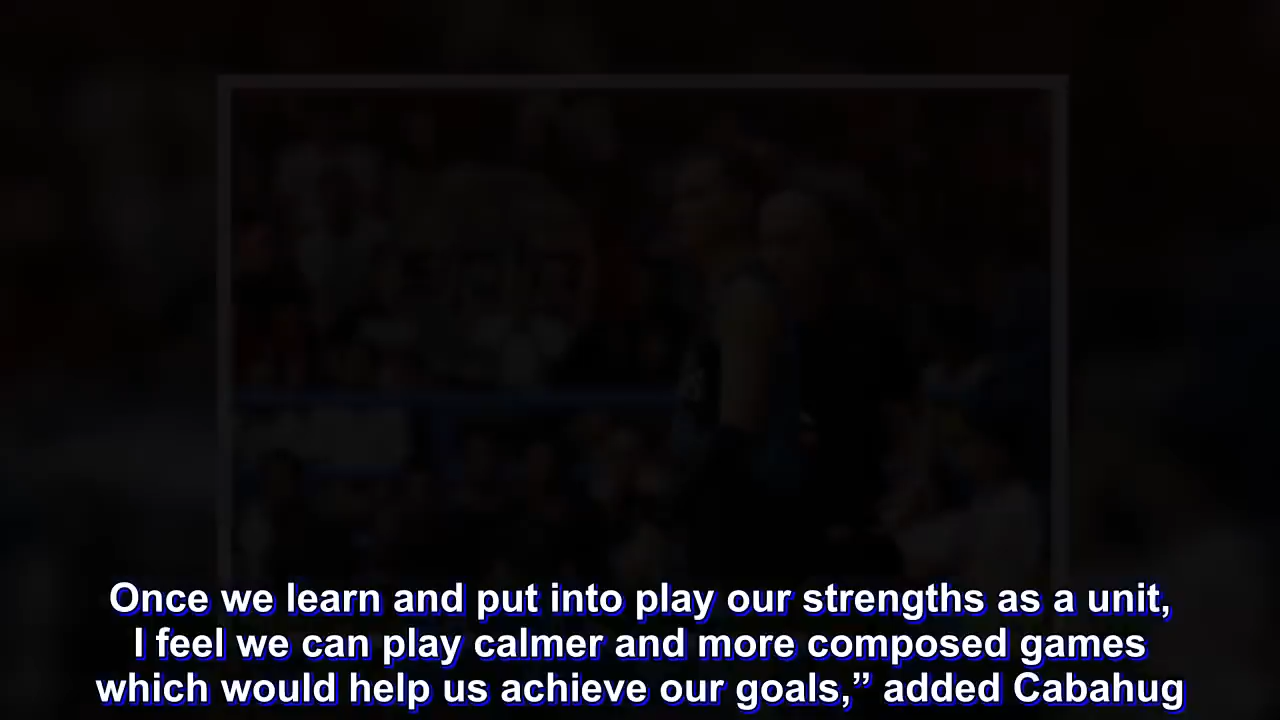 Once we learn and put into play our strengths as a unit,
I feel we can play calmer and more composed games
which would help us achieve our goals,” added Cabahug